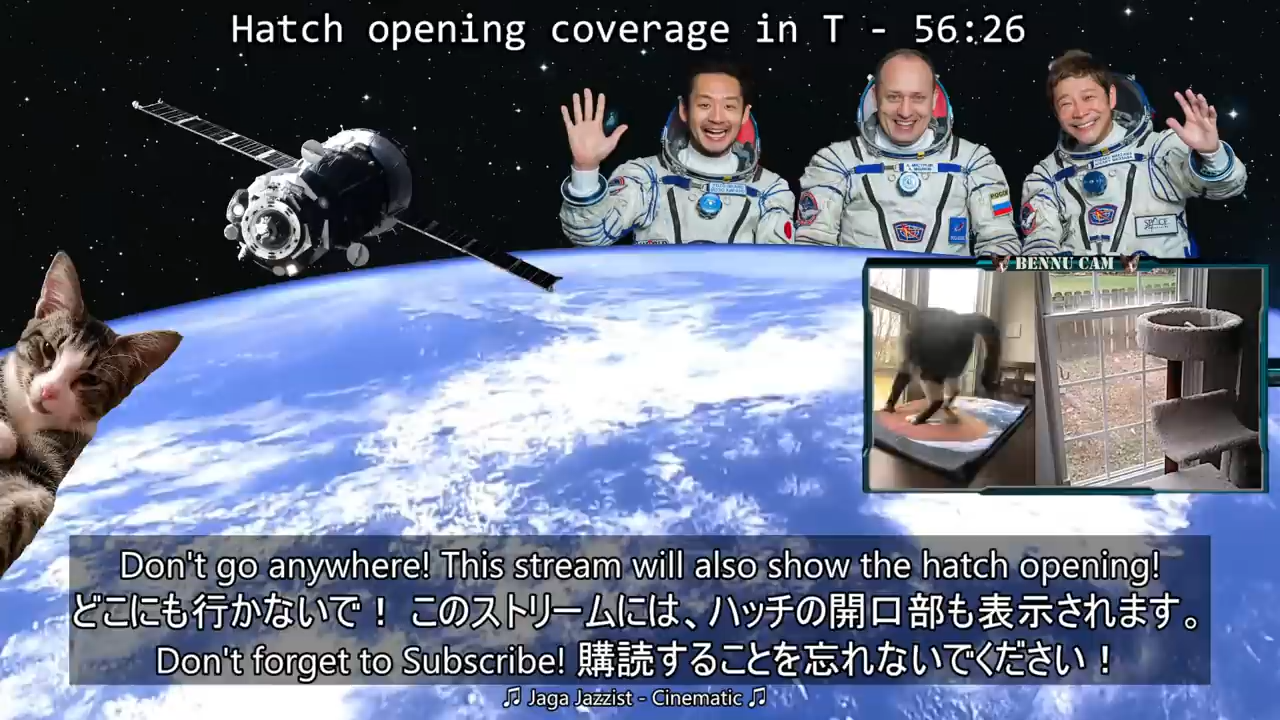 Hatch opening coverage in T - 56:26
BENNU CAM
Don't go anywhere! This stream will also show the hatch opening!
どこにも行かないで！ このストリームには、ハッチの開口部も表示されます。
Don't forget to Subscribe! 購読することを忘れないでください！
♫ Jaga Jazzist - Cinematic ♫